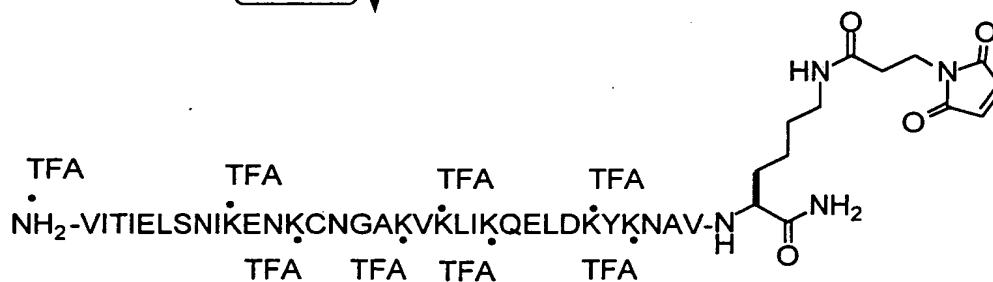 O
HN
N
O
O
TFA TFA TFA TFA
NH2-VITIELSNIKENKCNGAKVKLIKQELDKYKNAV-N
H
NH2
O
TFA TFA TFA TFA